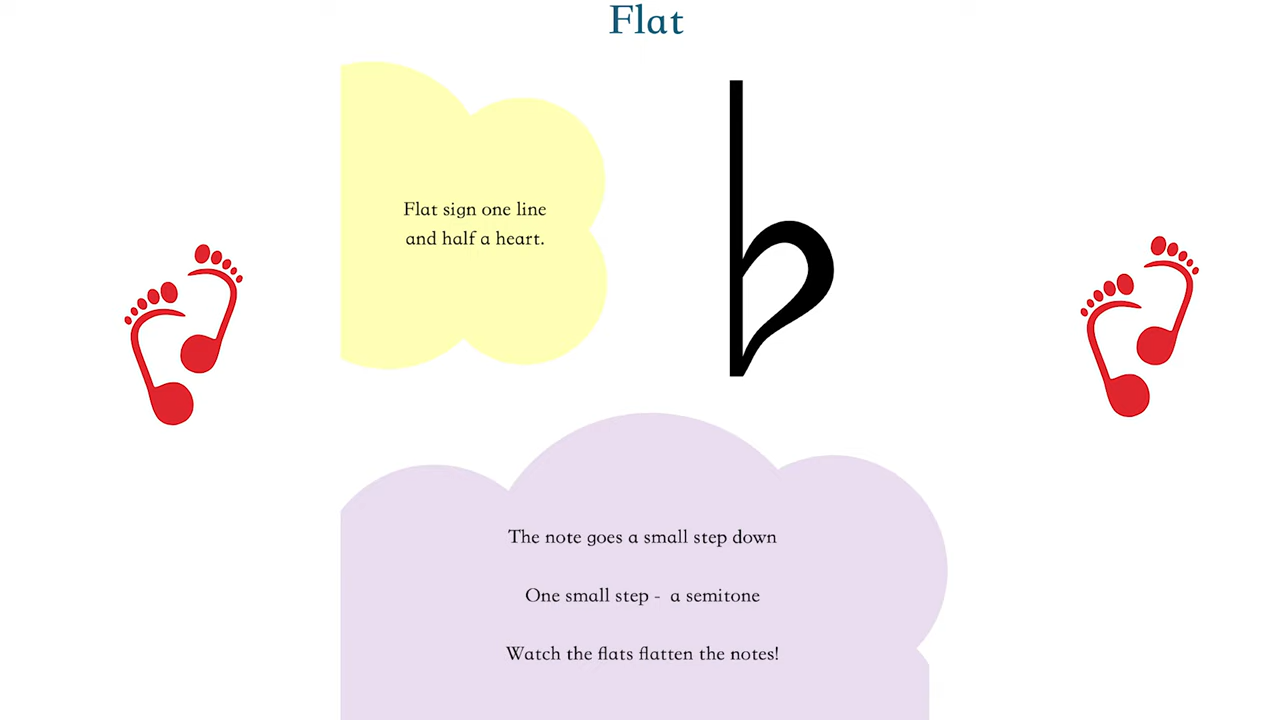 Flat
Flat sign one line
and half a heart.
The note goes a small step down
One small step - a semitone
Watch the flats flatten the notes!